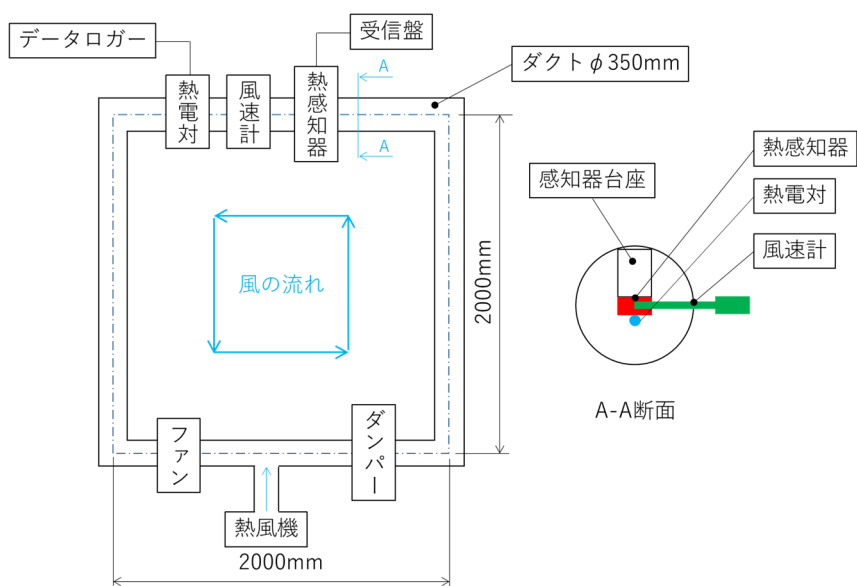 データロガー
受信盤
ダクトφ350mm
A
熱電対
風速計
熱感知器
A
熱感知器
感知器台座
熱電対
風速計
風の流れ
2000mm
A-A断面
ファン
ダンパー
熱風機
2000mm